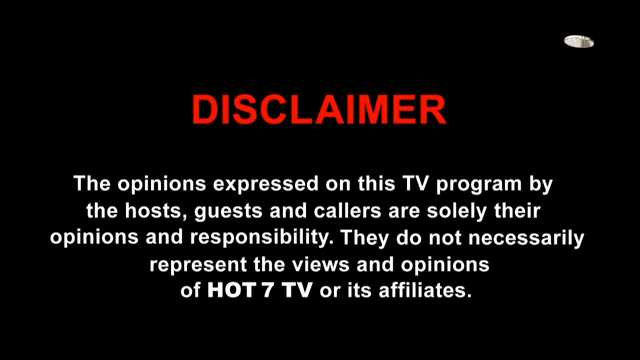 DISCLAIMER
The opinions expressed on this TV program by
the hosts, guests and callers are solely their
opinions and responsibility. They do not necessarily
represent the views and opinions
of HOT 7 TV or its affiliates.